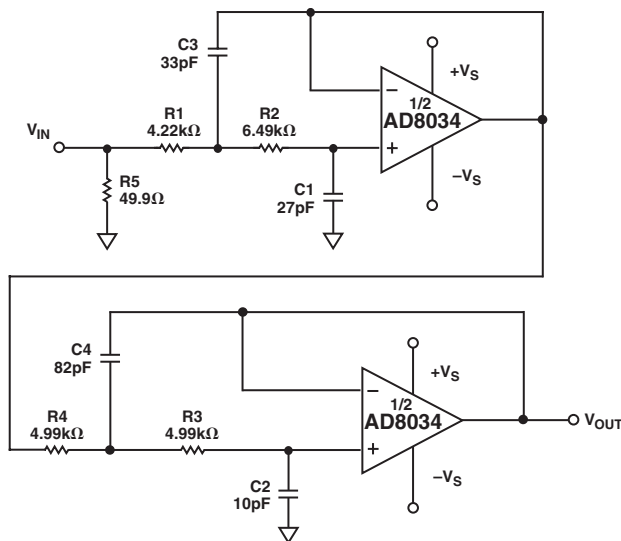 C3
33pF
+VS
1/2
AD8034
−
+
−VS
VIN
R1
4.22kΩ
R2
6.49kΩ
R5
49.9Ω
C1
27pF
C4
82pF
+VS
1/2
AD8034
−
+
−VS
VOUT
R4
4.99kΩ
R3
4.99kΩ
C2
10pF